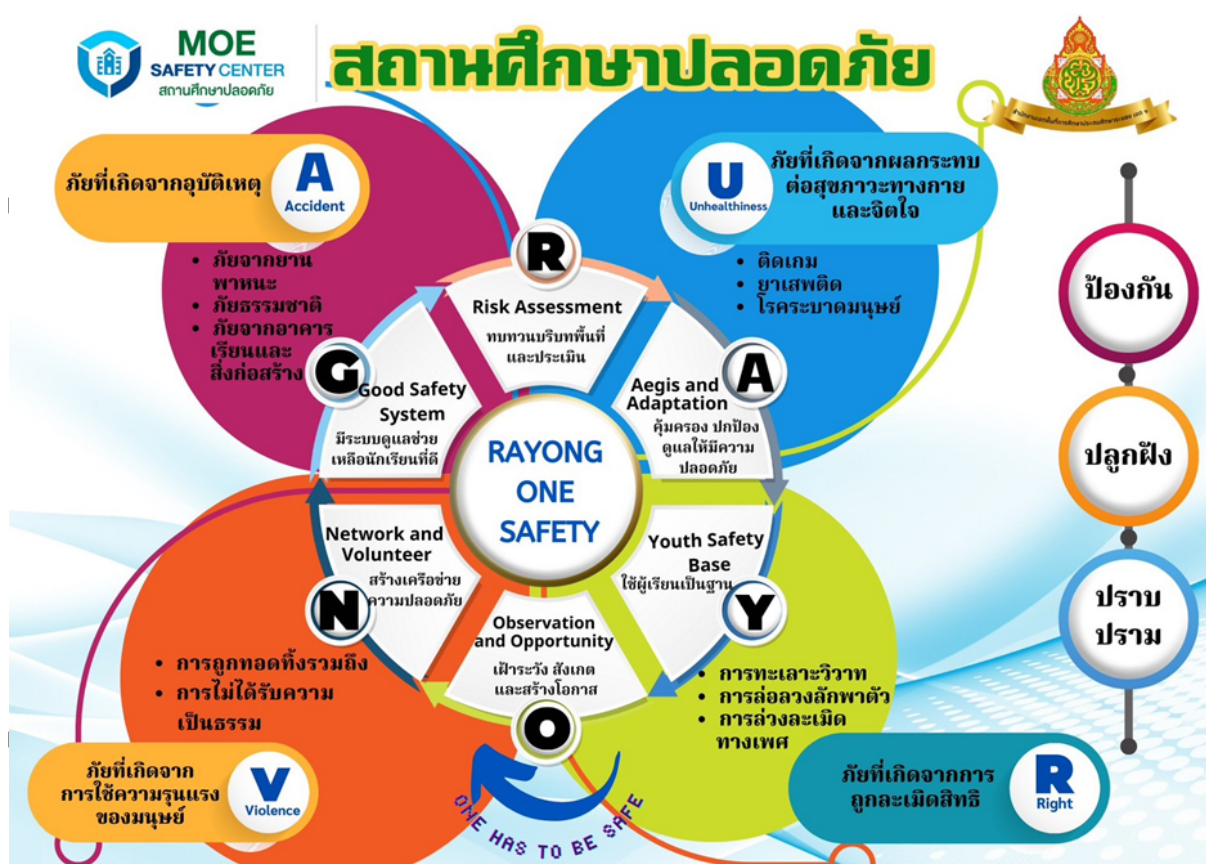 MOE
SAFETY CENTER
สถานศึกษาปลอดภัย
สถานศึกษาปลอดภัย
ภัยที่เกิดจากอุบัติเหตุ
A
Accident
ภัยจากยาน
พาหนะ
ภัยธรรมชาติ
ภัยจากอาคาร
เรียนและ
สิ่งก่อสร้าง
U
Unhealthiness
ภัยที่เกิดจากผลกระทบ
ต่อสุขภาวะทางกาย
และจิตใจ
ติดเกม
ยาเสพติด
โรคระบาดมนุษย์
R
Risk Assessment
ทบทวนบริบทพื้นที่
และประเมิน
A
Aegis and
Adaptation
คุ้มครอง ปกป้อง
ดูแลให้มีความ
ปลอดภัย
Y
Youth Safety
Base
ใช้ผู้เรียนเป็นฐาน
O
Observation
and Opportunity
เฝ้าระวัง สังเกต
และสร้างโอกาส
N
Network and
Volunteer
สร้างเครือข่าย
ความปลอดภัย
G
Good Safety
System
มีระบบดูแลช่วย
เหลือนักเรียนที่ดี
RAYONG
ONE
SAFETY
การถูกทอดทิ้งรวมถึง
การไม่ได้รับความ
เป็นธรรม
ภัยที่เกิดจาก
การใช้ความรุนแรง
ของมนุษย์
V
Violence
การทะเลาะวิวาท
การล่อลวงลักพาตัว
การล่วงละเมิด
ทางเพศ
ภัยที่เกิดจากการ
ถูกละเมิดสิทธิ
R
Right
ONE HAS TO BE SAFE
ป้องกัน
ปลูกฝัง
ปราบ
ปราม